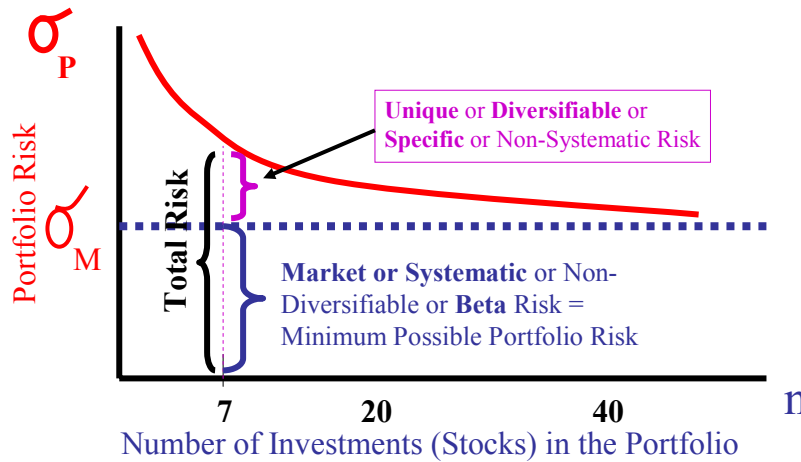 σP
Unique or Diversifiable or
Specific or Non-Systematic Risk
Portfolio Risk
Total Risk
σM
Market or Systematic or Non-
Diversifiable or Beta Risk =
Minimum Possible Portfolio Risk
7 20 40 n
Number of Investments (Stocks) in the Portfolio